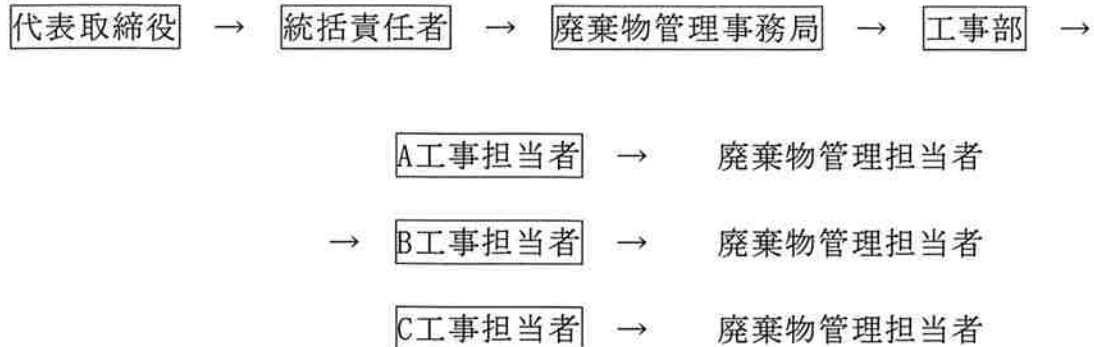 代表取締役 → 統括責任者 → 廃棄物管理事務局 → 工事部 →
A工事担当者 → 廃棄物管理担当者
→ B工事担当者 → 廃棄物管理担当者
C工事担当者 → 廃棄物管理担当者